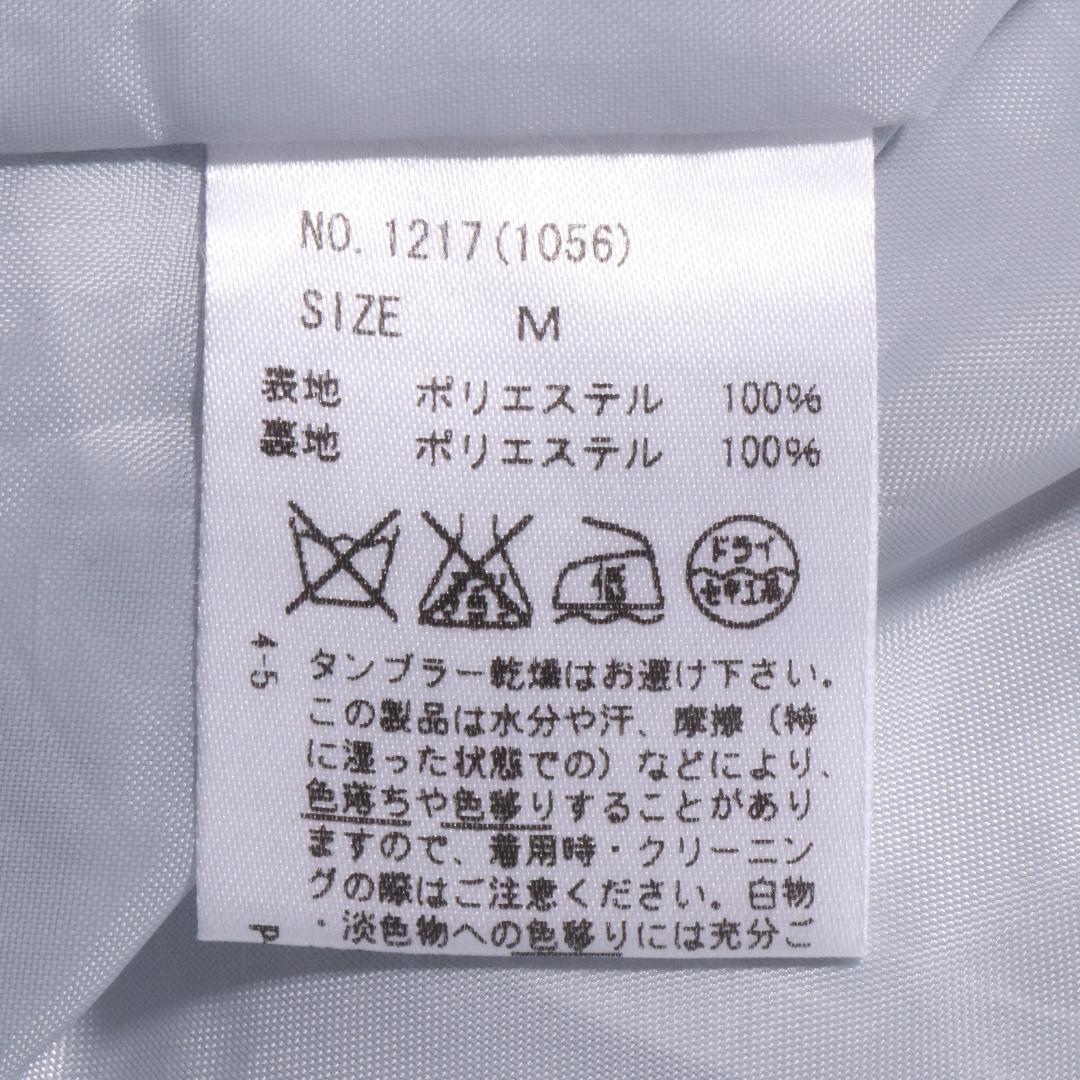 NO. 1217(1056)
SIZE M
表地 ポリエステル 100%
裏地 ポリエステル 100%
低
ドライ
セキユ系
4-5
タンブラー乾燥はお避け下さい。
この製品は水分や汗、摩擦（特
に湿った状態での）などにより、
色落ちや色移りすることがあり
ますので、着用時・クリーニン
グの際はご注意ください。白物
・淡色物への色移りには充分ご
P